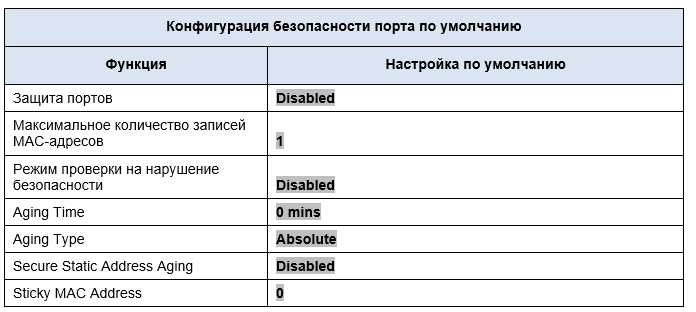 Конфигурация безопасности порта по умолчанию
Функция
Настройка по умолчанию
Защита портов
Disabled
Максимальное количество записей
MAC-адресов
1
Режим проверки на нарушение
безопасности
Disabled
Aging Time
0 mins
Aging Type
Absolute
Secure Static Address Aging
Disabled
Sticky MAC Address
0